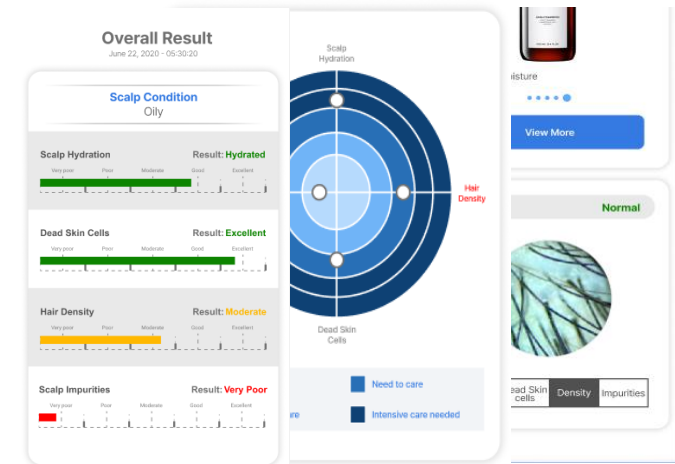 Overall Result
June 22, 2020 - 05:30:20
Scalp Condition
Oily
Scalp Hydration Result: Hydrated
Very poor Poor Moderate Good Excellent
Dead Skin Cells Result: Excellent
Very poor Poor Moderate Good Excellent
Hair Density Result: Moderate
Very poor Poor Moderate Good Excellent
Scalp Impurities Result: Very Poor
Very poor Poor Moderate Good Excellent
Scalp
Hydration
Hair
Density
Dead Skin
Cells
Need to care
Intensive care needed
View More
Normal
Skin
cells
Density
Impurities